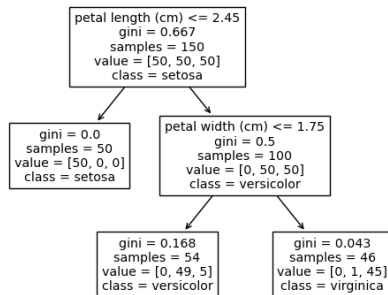 petal length (cm) <= 2.45
gini = 0.667
samples = 150
value = [50, 50, 50]
class = setosa
gini = 0.0
samples = 50
value = [50, 0, 0]
class = setosa
petal width (cm) <= 1.75
gini = 0.5
samples = 100
value = [0, 50, 50]
class = versicolor
gini = 0.168
samples = 54
value = [0, 49, 5]
class = versicolor
gini = 0.043
samples = 46
value = [0, 1, 45]
class = virginica